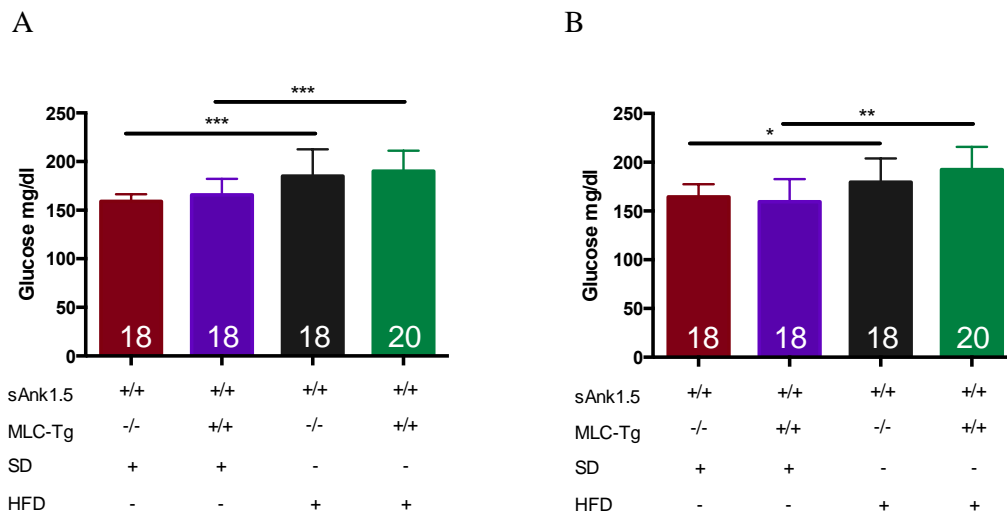 A
B
***
***
250
200
150
100
50
0
Glucose mg/dl
18 18 18 20
sAnk1.5 +/+ +/+ +/+ +/+
MLC-Tg -/- +/+ -/- +/+
SD + + - -
HFD - - + +
**
*
250
200
150
100
50
0
Glucose mg/dl
18 18 18 20
sAnk1.5 +/+ +/+ +/+ +/+
MLC-Tg -/- +/+ -/- +/+
SD + + - -
HFD - - + +